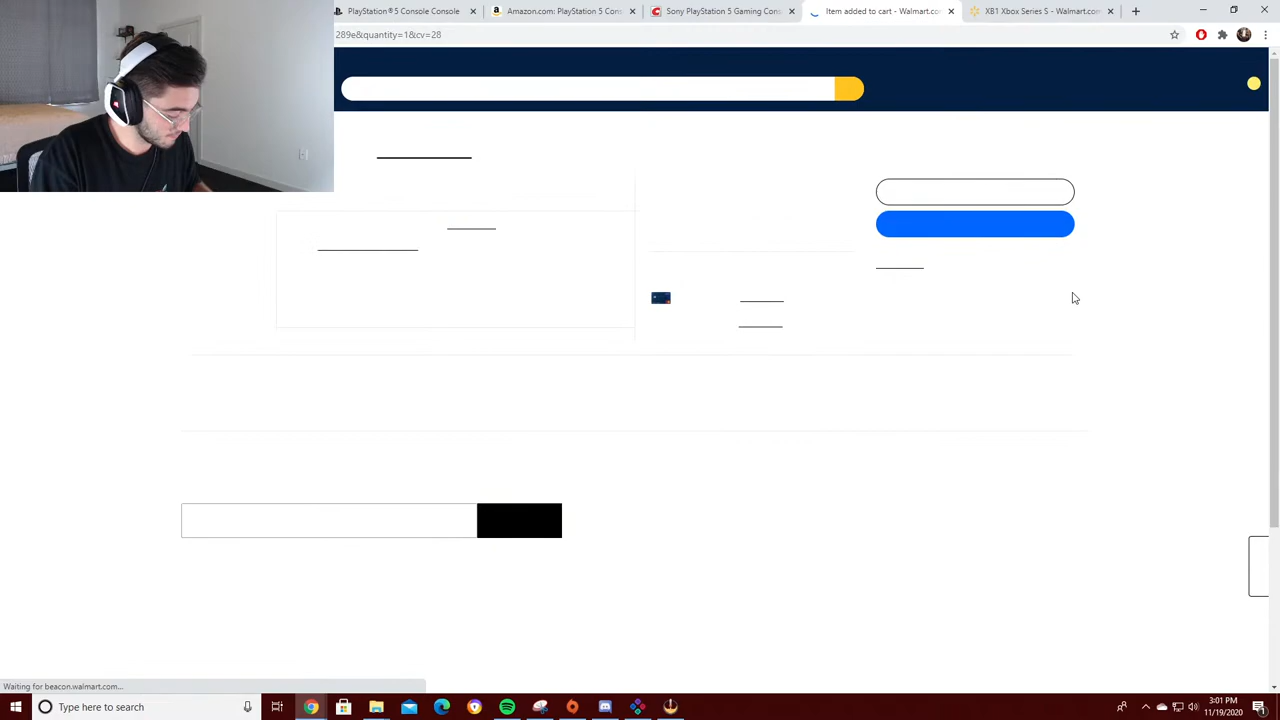 PlayStation®5 Console Console
Amazon.com: PlayStation 5 Cons
Sony PlayStation 5 Gaming Cons
Item added to cart - Walmart.co
XB1 Xbox Series S - Walmart.com
289e&quantity=1&cv=28
Waiting for beacon.walmart.com...
Type here to search
3:01 PM
11/19/2020